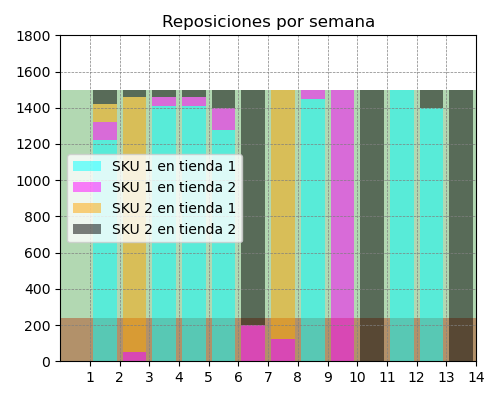 Reposiciones por semana
1800
1600
1400
1200
1000
800
600
400
200
0
SKU 1 en tienda 1
SKU 1 en tienda 2
SKU 2 en tienda 1
SKU 2 en tienda 2
1 2 3 4 5 6 7 8 9 10 11 12 13 14